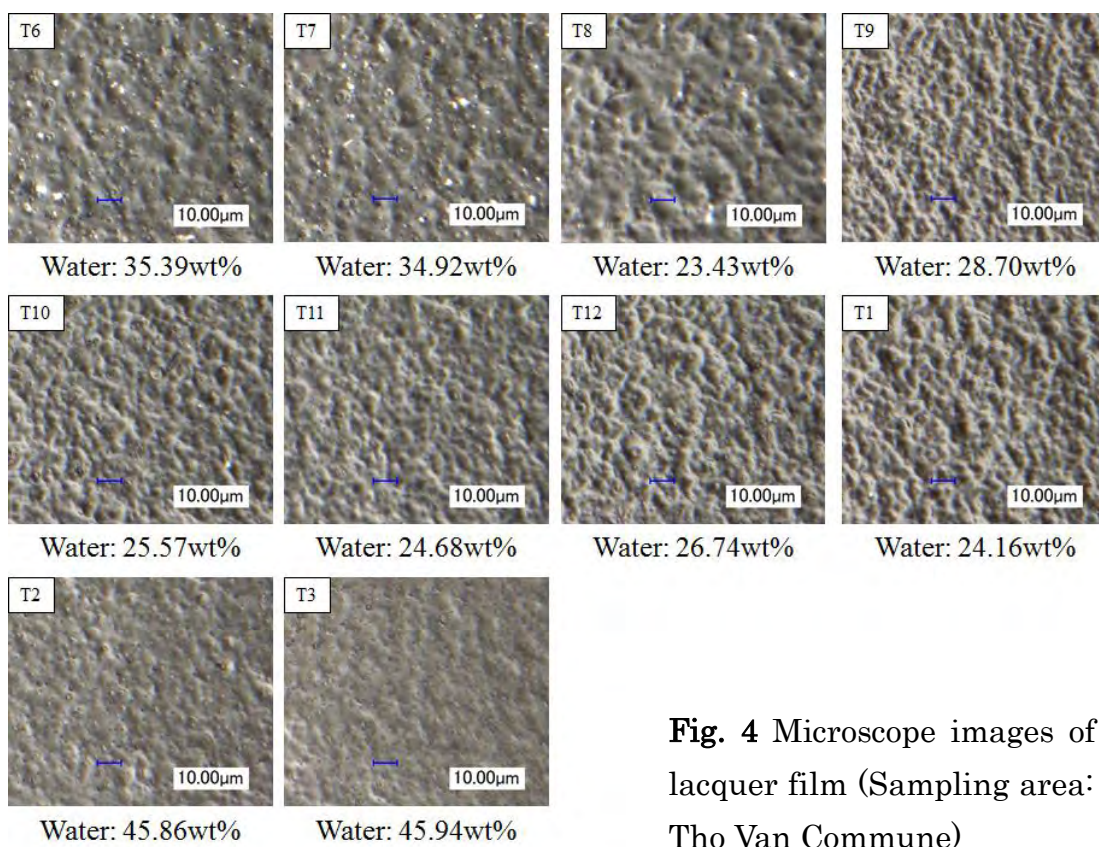 T6 T7 T8 T9
10.00µm 10.00µm 10.00µm 10.00µm
Water: 35.39wt% Water: 34.92wt% Water: 23.43wt% Water: 28.70wt%
T10 T11 T12 T1
10.00µm 10.00µm 10.00µm 10.00µm
Water: 25.57wt% Water: 24.68wt% Water: 26.74wt% Water: 24.16wt%
T2 T3
10.00µm 10.00µm
Water: 45.86wt% Water: 45.94wt%
Fig. 4 Microscope images of
lacquer film (Sampling area:
Tho Van Commune)